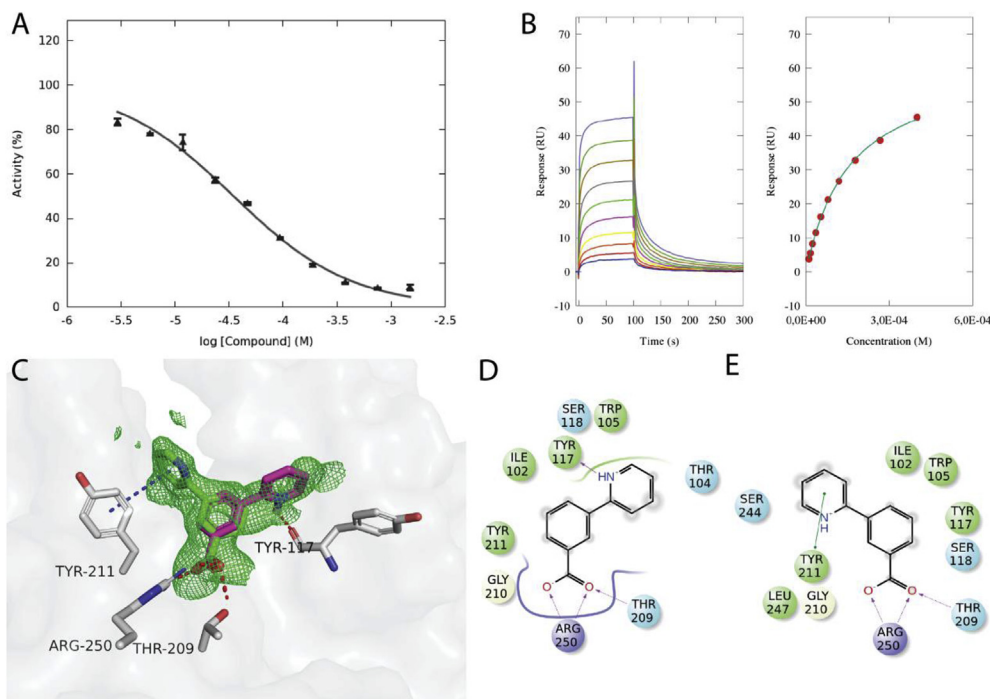 A
120
100
80
60
40
20
0
Activity (%)
-6
-5.5
-5
-4.5
-4
-3.5
-3
-2.5
-2
log [Compound] (M)
B
70
60
50
40
30
20
10
0
-10
Response (RU)
0
50
100
150
200
250
300
Time (s)
70
60
50
40
30
20
10
0
-10
Response (RU)
6,0E+00
3,0E-04
6,0E-04
Concentration (M)
C
TYR-211
TYR-117
ARG-250
THR-209
D
SER
118
TRP
105
TYR
117
ILE
102
HN
THR
104
TYR
211
GLY
210
O
O
THR
209
ARG
250
E
ILE
102
TRP
105
SER
244
N
H
TYR
117
TYR
211
SER
118
LEU
247
GLY
210
O
O
THR
209
ARG
250